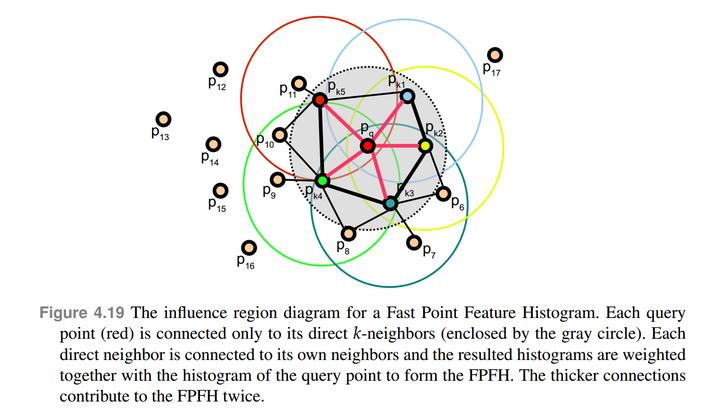 p17
p12
p11
pk5
pk1
p13
p10
pq
pk2
p14
p9
pk4
pk3
p15
p6
p8
p7
p16
Figure 4.19 The influence region diagram for a Fast Point Feature Histogram. Each query
point (red) is connected only to its direct k-neighbors (enclosed by the gray circle). Each
direct neighbor is connected to its own neighbors and the resulted histograms are weighted
together with the histogram of the query point to form the FPFH. The thicker connections
contribute to the FPFH twice.